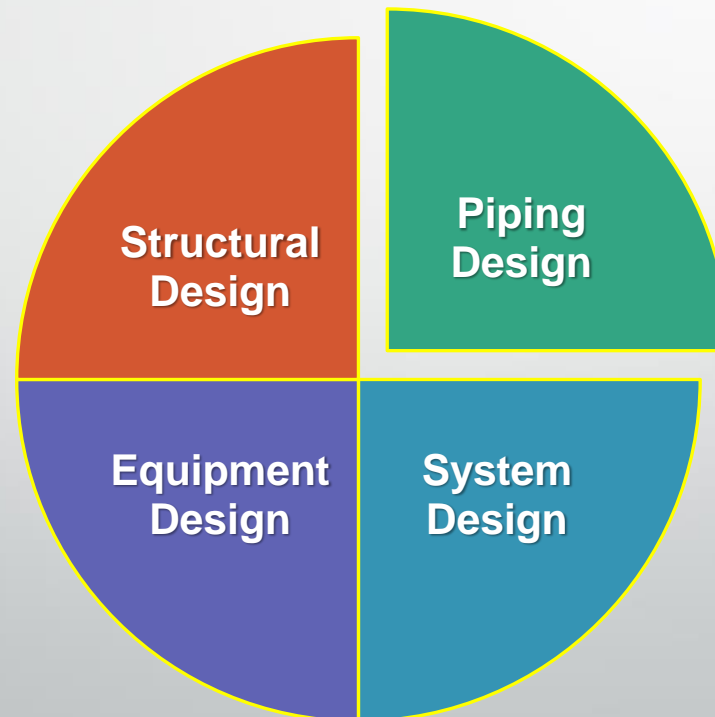 Structural
Design
Piping
Design
Equipment
Design
System
Design